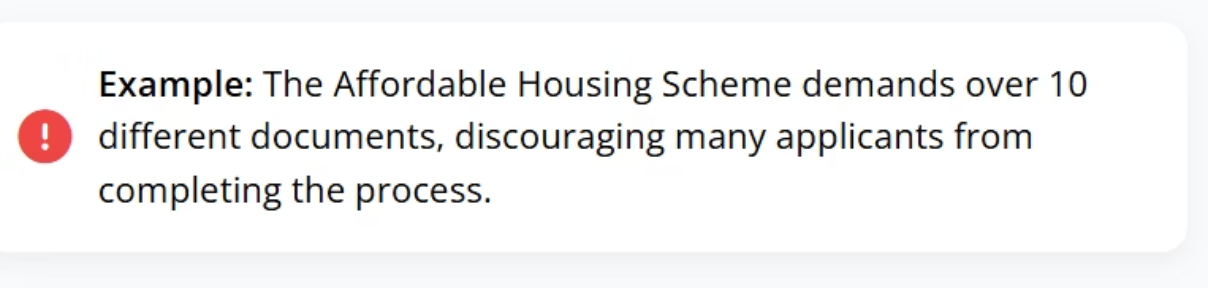 Example: The Affordable Housing Scheme demands over 10
different documents, discouraging many applicants from
completing the process.